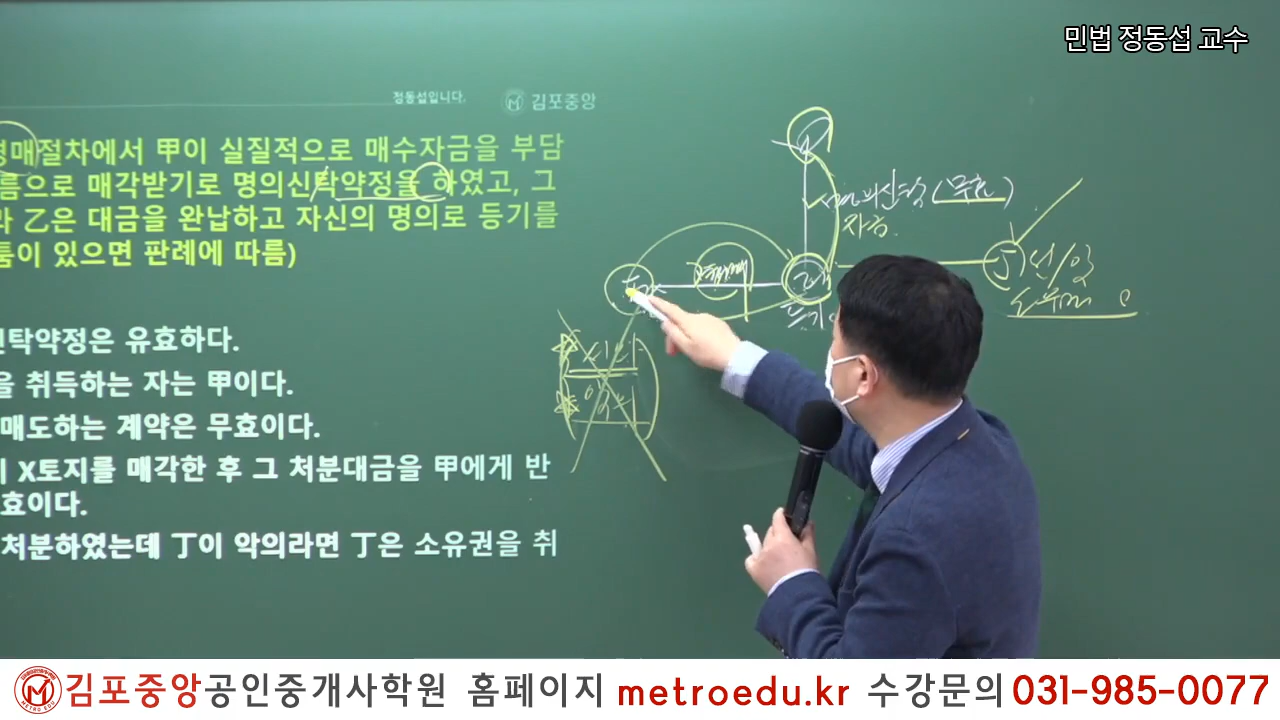 민법 정동섭 교수
정동섭입니다. 김포중앙
경매절차에서 甲이 실질적으로 매수자금을 부담
름으로 매각받기로 명의신탁약정을 하였고, 그
乙은 대금을 완납하고 자신의 명의로 등기를
툼이 있으면 판례에 따름)
신탁약정은 유효하다.
을 취득하는 자는 甲이다.
매도하는 계약은 무효이다.
X토지를 매각한 후 그 처분대금을 甲에게 반
효이다.
처분하였는데 丁이 악의라면 丁은 소유권을 취
(무효)
자금.
선/악
김포중앙공인중개사학원 홈페이지 metroedu.kr 수강문의 031-985-0077